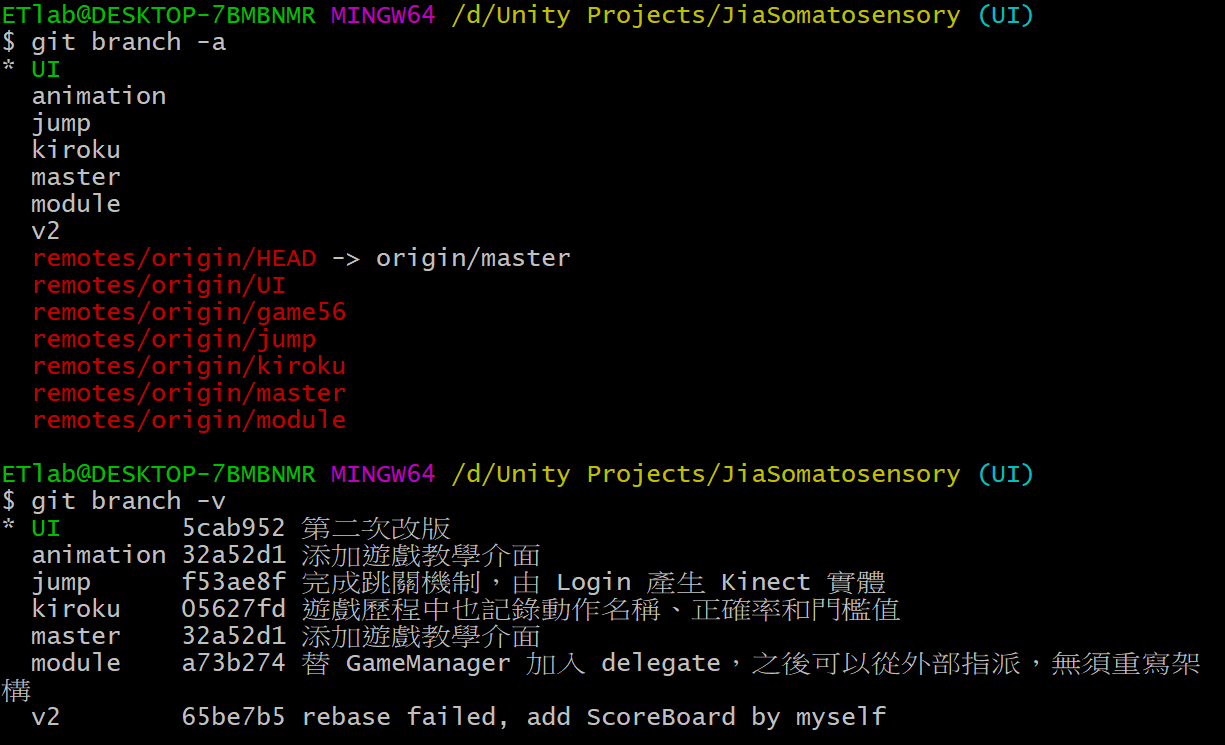 ETlab@DESKTOP-7BMBNMR MINGW64 /d/Unity Projects/JiaSomatosensory (UI)
$ git branch -a
* UI
  animation
  jump
  kiroku
  master
  module
  v2
  remotes/origin/HEAD -> origin/master
  remotes/origin/UI
  remotes/origin/game56
  remotes/origin/jump
  remotes/origin/kiroku
  remotes/origin/master
  remotes/origin/module

ETlab@DESKTOP-7BMBNMR MINGW64 /d/Unity Projects/JiaSomatosensory (UI)
$ git branch -v
* UI        5cab952 第二次改版
  animation 32a52d1 添加遊戲教學介面
  jump      f53ae8f 完成跳關機制，由 Login 產生 Kinect 實體
  kiroku    05627fd 遊戲歷程中也記錄動作名稱、正確率和門檻值
  master    32a52d1 添加遊戲教學介面
  module    a73b274 替 GameManager 加入 delegate，之後可以從外部指派，無須重寫架
構
  v2        65be7b5 rebase failed, add ScoreBoard by myself